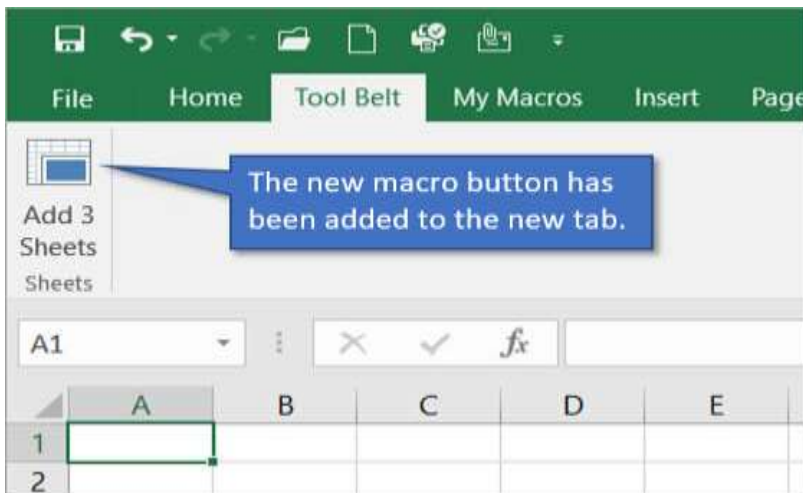 File Home Tool Belt My Macros Insert Page
The new macro button has
been added to the new tab.
Add 3
Sheets
Sheets
A1 fx
A B C D E
1
2